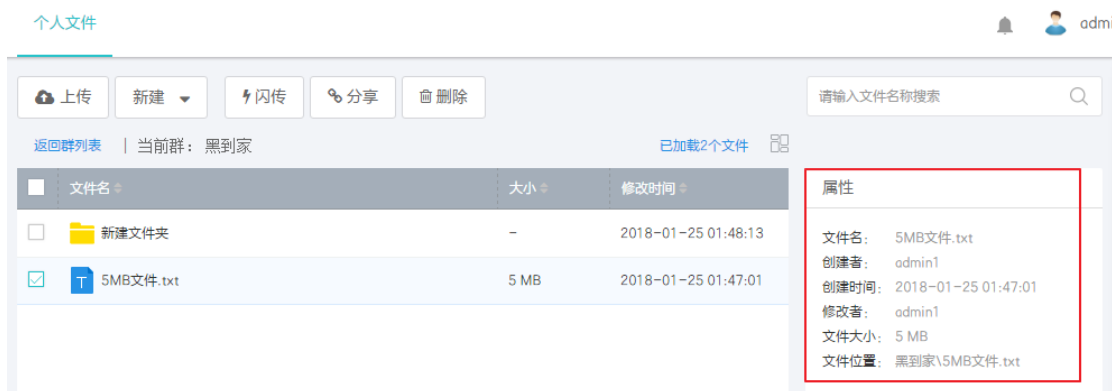 个人文件
admi
上传 新建 闪传 分享 删除 请输入文件名称搜索
返回群列表 | 当前群： 黑到家 已加载2个文件
文件名 大小 修改时间 属性
新建文件夹 - 2018-01-25 01:48:13
T 5MB文件.txt 5 MB 2018-01-25 01:47:01
文件名： 5MB文件.txt
创建者： admin1
创建时间： 2018-01-25 01:47:01
修改者： admin1
文件大小： 5 MB
文件位置： 黑到家\5MB文件.txt